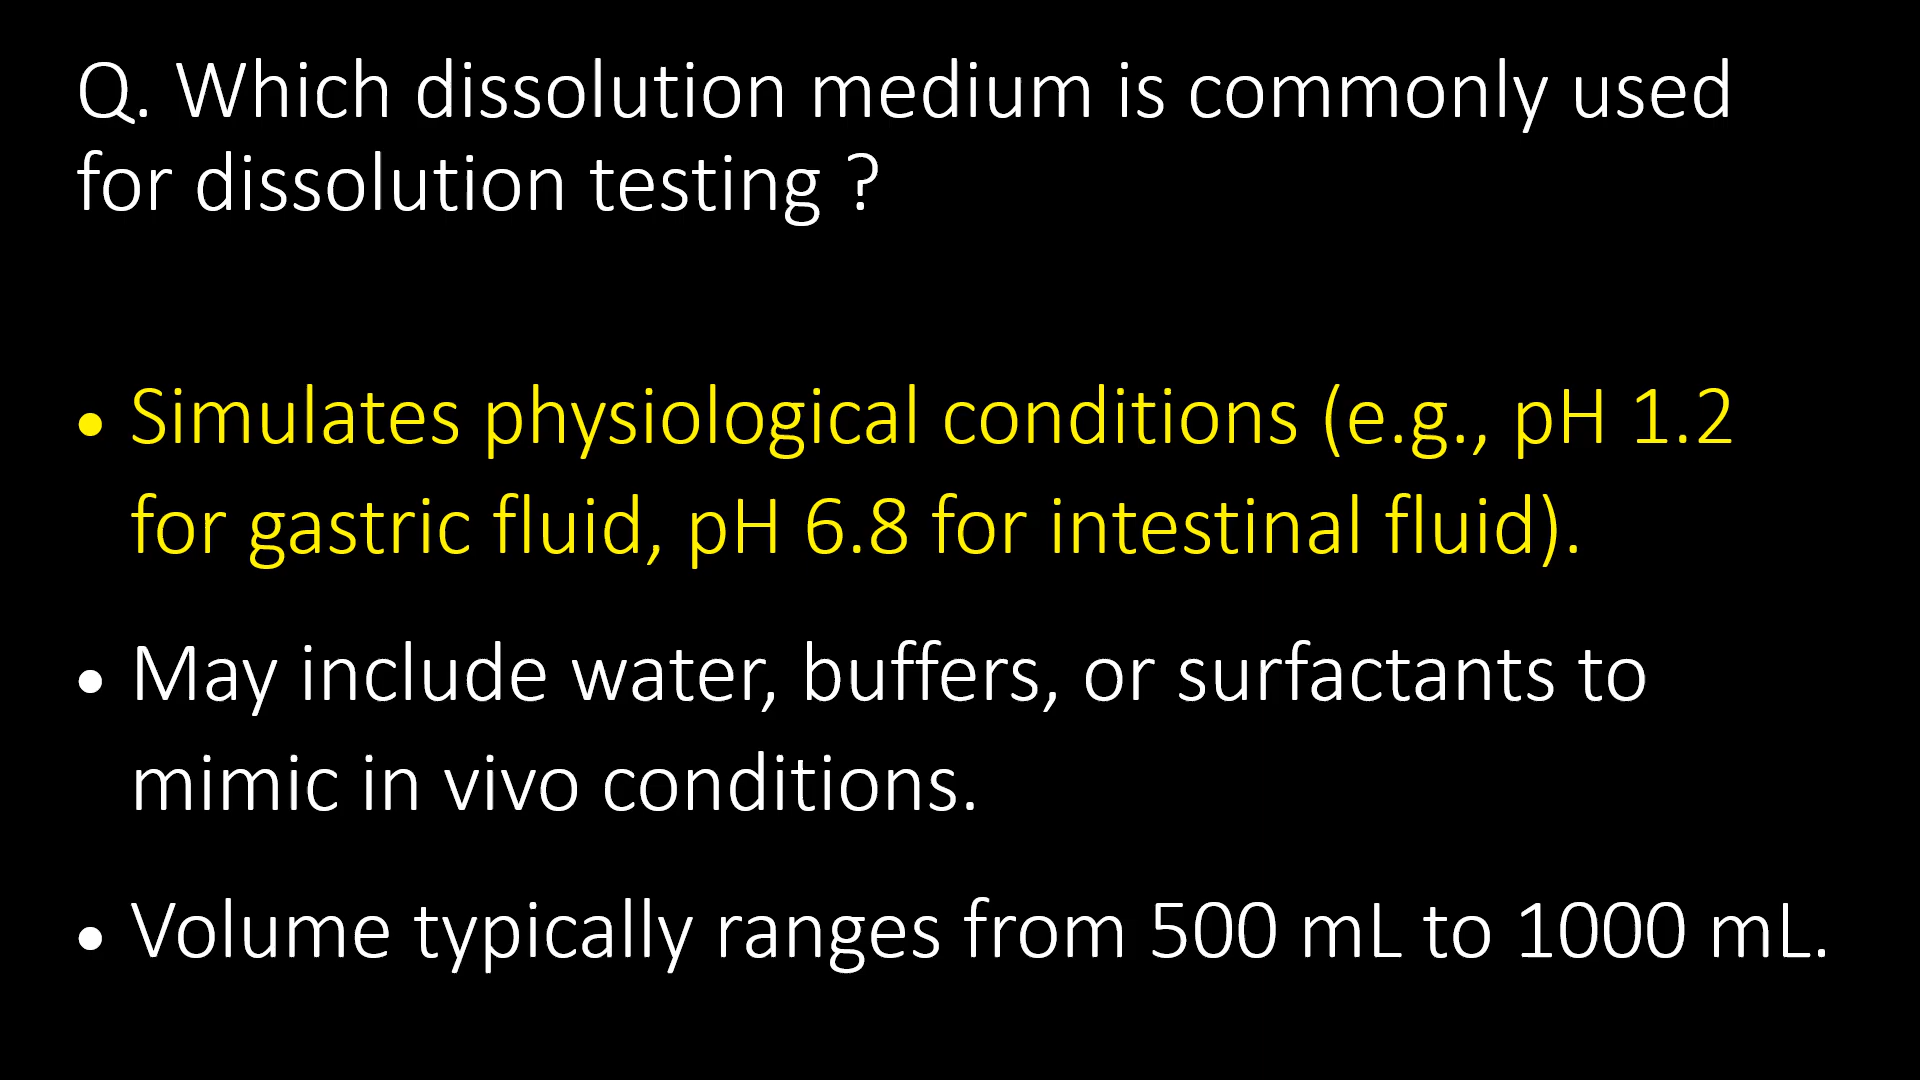 Q. Which dissolution medium is commonly used
for dissolution testing ?
• Simulates physiological conditions (e.g., pH 1.2
for gastric fluid, pH 6.8 for intestinal fluid).
• May include water, buffers, or surfactants to
mimic in vivo conditions.
• Volume typically ranges from 500 mL to 1000 mL.